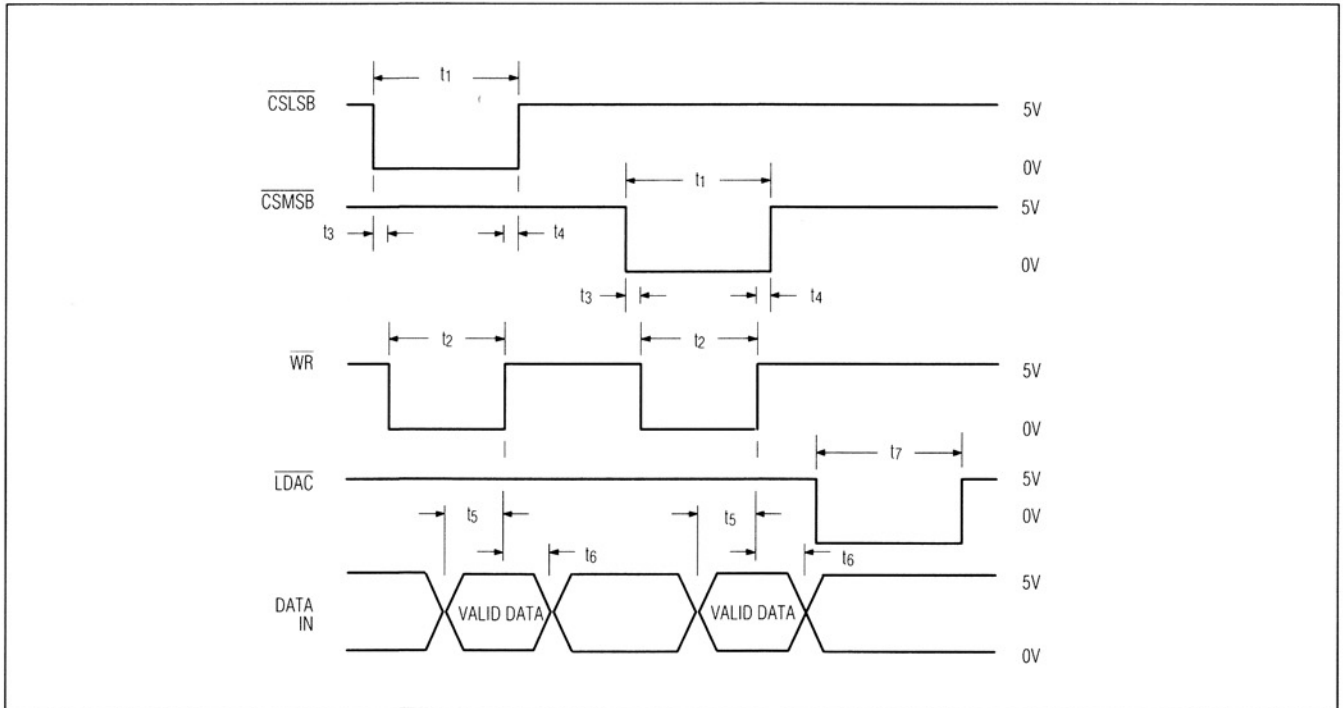 t1
CSLSB
5V
0V
t1
CSMSB
5V
t3
t4
0V
t3
t4
t2
t2
WR
5V
0V
t7
LDAC
5V
t5
t5
0V
t6
t6
5V
DATA
IN
VALID DATA
VALID DATA
0V